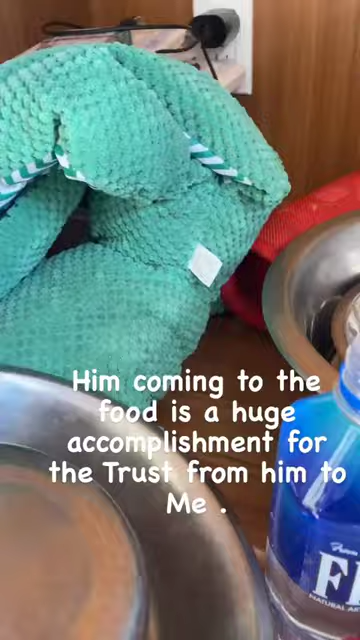 Him coming to the
food is a huge
accomplishment for
the Trust from him to
Me .